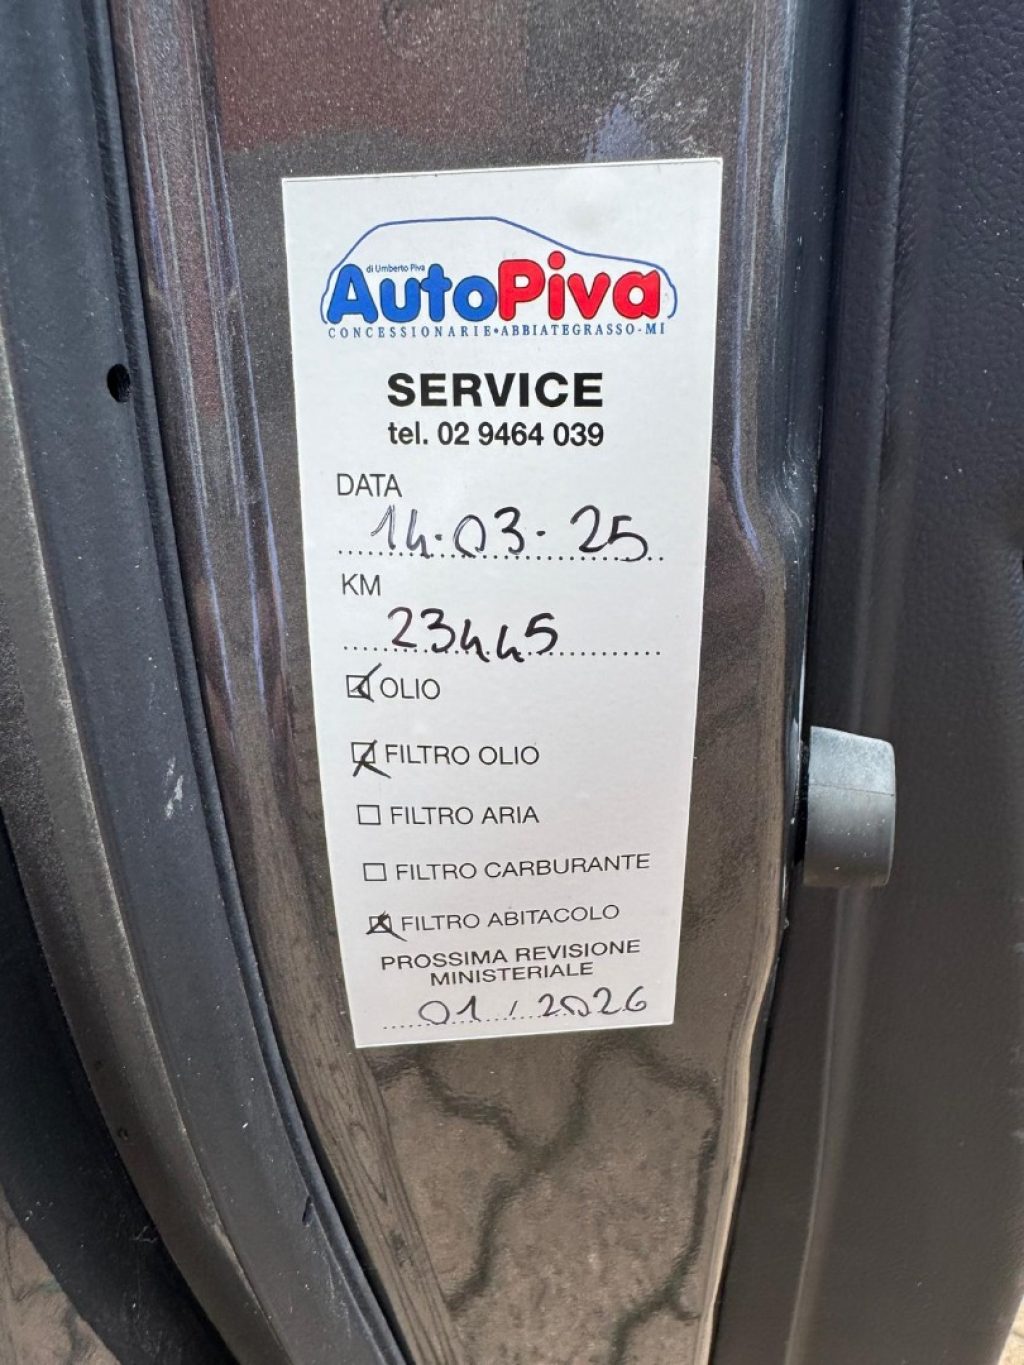 di Umberto Piva
AutoPiva
CONCESSIONARIE•ABBIATEGRASSO-MI
SERVICE
tel. 02 9464 039
DATA
14.03.25
KM
23445
OLIO
FILTRO OLIO
FILTRO ARIA
FILTRO CARBURANTE
FILTRO ABITACOLO
PROSSIMA REVISIONE
MINISTERIALE
01/2026